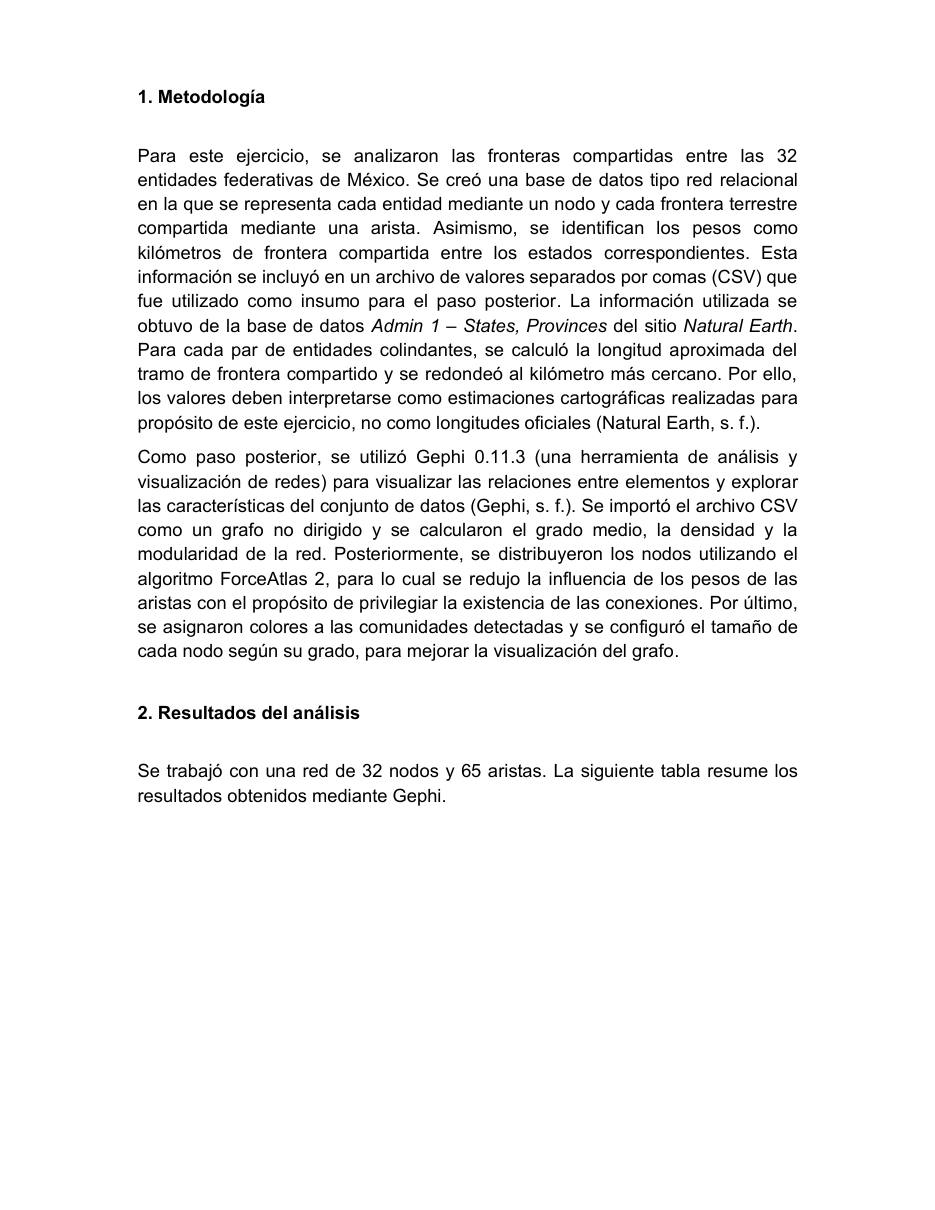 1. Metodología
Para este ejercicio, se analizaron las fronteras compartidas entre las 32
entidades federativas de México. Se creó una base de datos tipo red relacional
en la que se representa cada entidad mediante un nodo y cada frontera terrestre
compartida mediante una arista. Asimismo, se identifican los pesos como
kilómetros de frontera compartida entre los estados correspondientes. Esta
información se incluyó en un archivo de valores separados por comas (CSV) que
fue utilizado como insumo para el paso posterior. La información utilizada se
obtuvo de la base de datos Admin 1 – States, Provinces del sitio Natural Earth.
Para cada par de entidades colindantes, se calculó la longitud aproximada del
tramo de frontera compartido y se redondeó al kilómetro más cercano. Por ello,
los valores deben interpretarse como estimaciones cartográficas realizadas para
propósito de este ejercicio, no como longitudes oficiales (Natural Earth, s. f.).
Como paso posterior, se utilizó Gephi 0.11.3 (una herramienta de análisis y
visualización de redes) para visualizar las relaciones entre elementos y explorar
las características del conjunto de datos (Gephi, s. f.). Se importó el archivo CSV
como un grafo no dirigido y se calcularon el grado medio, la densidad y la
modularidad de la red. Posteriormente, se distribuyeron los nodos utilizando el
algoritmo ForceAtlas 2, para lo cual se redujo la influencia de los pesos de las
aristas con el propósito de privilegiar la existencia de las conexiones. Por último,
se asignaron colores a las comunidades detectadas y se configuró el tamaño de
cada nodo según su grado, para mejorar la visualización del grafo.
2. Resultados del análisis
Se trabajó con una red de 32 nodos y 65 aristas. La siguiente tabla resume los
resultados obtenidos mediante Gephi.